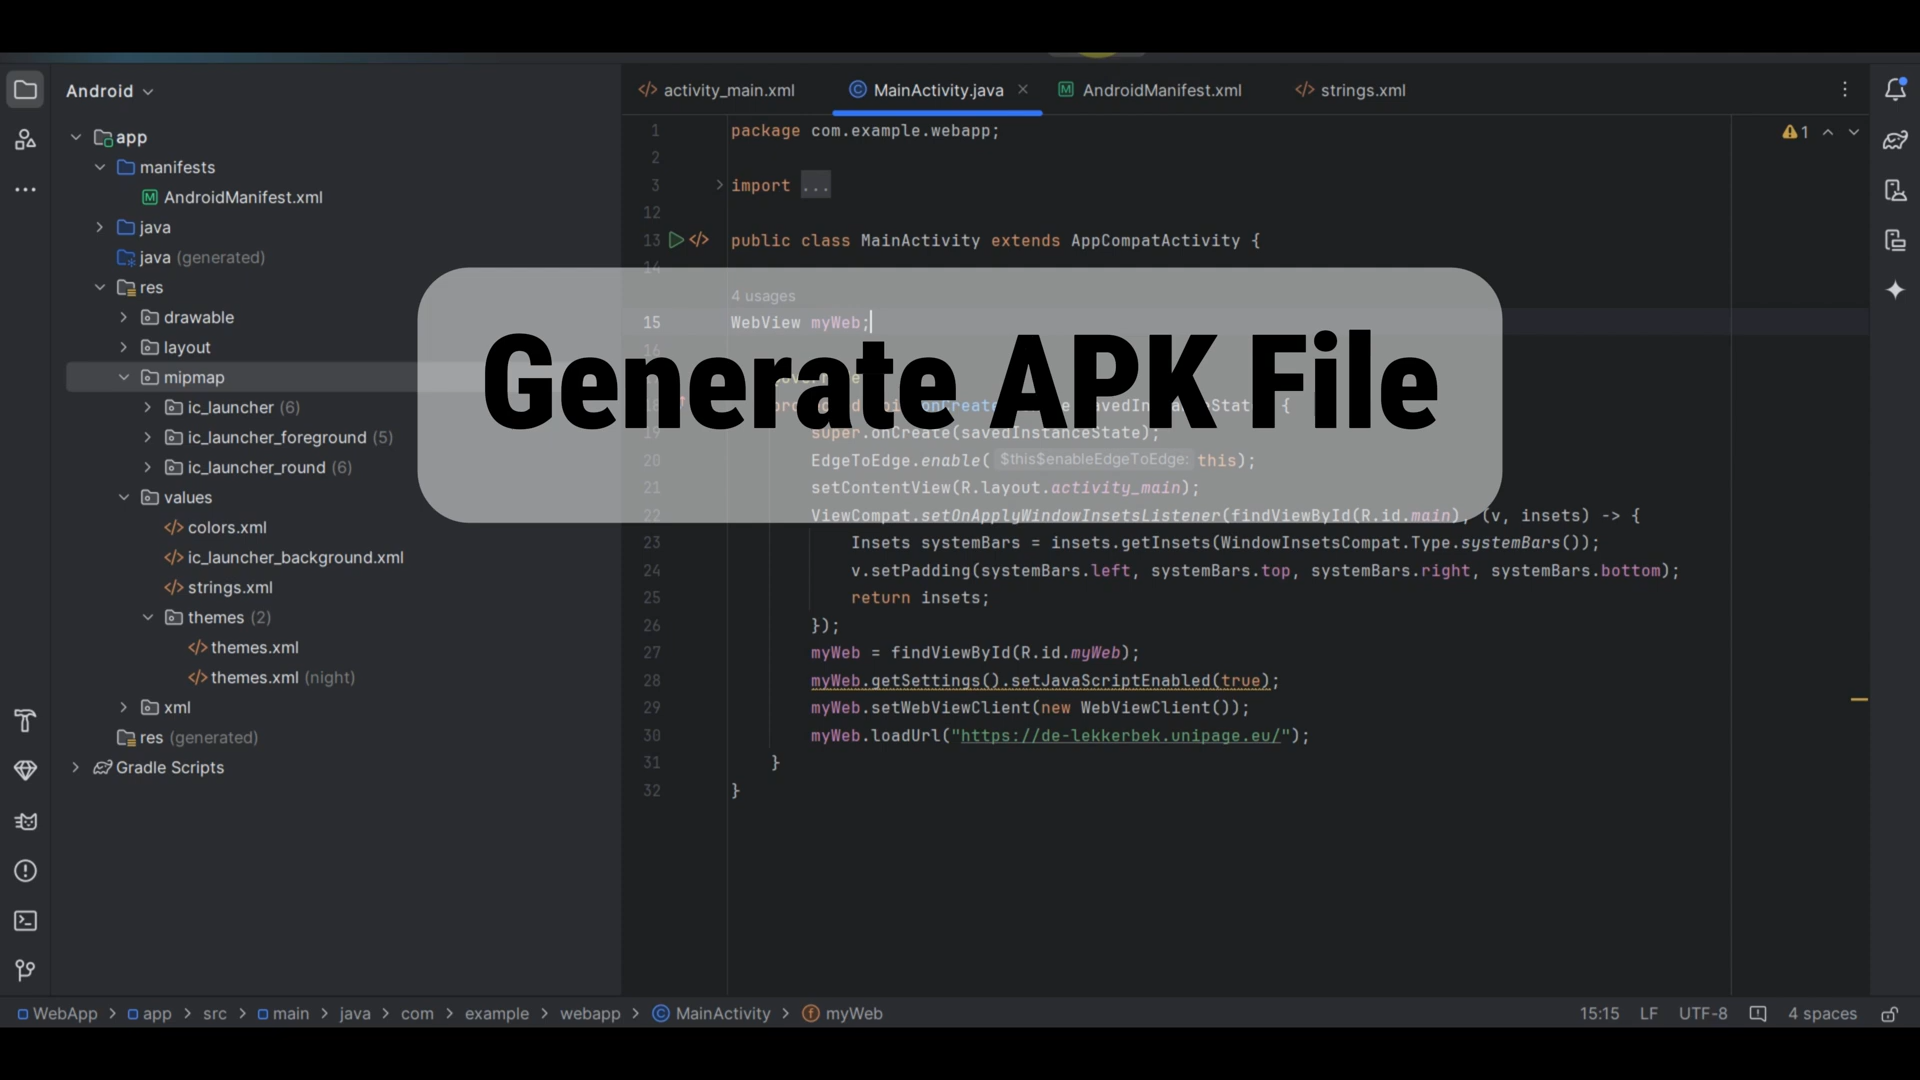 Android
app
manifests
AndroidManifest.xml
java
java (generated)
res
drawable
layout
mipmap
ic_launcher (6)
ic_launcher_foreground (5)
ic_launcher_round (6)
values
colors.xml
ic_launcher_background.xml
strings.xml
themes (2)
themes.xml
themes.xml (night)
xml
res (generated)
Gradle Scripts
activity_main.xml MainActivity.java AndroidManifest.xml strings.xml
1 package com.example.webapp;
2
3 import ...
12
13 public class MainActivity extends AppCompatActivity {
14
4 usages
15 WebView myWeb;
16
Generate APK File
19 super.onCreate(savedInstanceState);
20 EdgeToEdge.enable( $this$enableEdgeToEdge: this);
21 setContentView(R.layout.activity_main);
22 ViewCompat.setOnApplyWindowInsetsListener(findViewById(R.id.main), (v, insets) -> {
23 Insets systemBars = insets.getInsets(WindowInsetsCompat.Type.systemBars());
24 v.setPadding(systemBars.left, systemBars.top, systemBars.right, systemBars.bottom);
25 return insets;
26 });
27 myWeb = findViewById(R.id.myWeb);
28 myWeb.getSettings().setJavaScriptEnabled(true);
29 myWeb.setWebViewClient(new WebViewClient());
30 myWeb.loadUrl("https://de-lekkerbek.unipage.eu/");
31 }
32 }
1
WebApp > app > src > main > java > com > example > webapp > MainActivity > myWeb
15:15 LF UTF-8 4 spaces